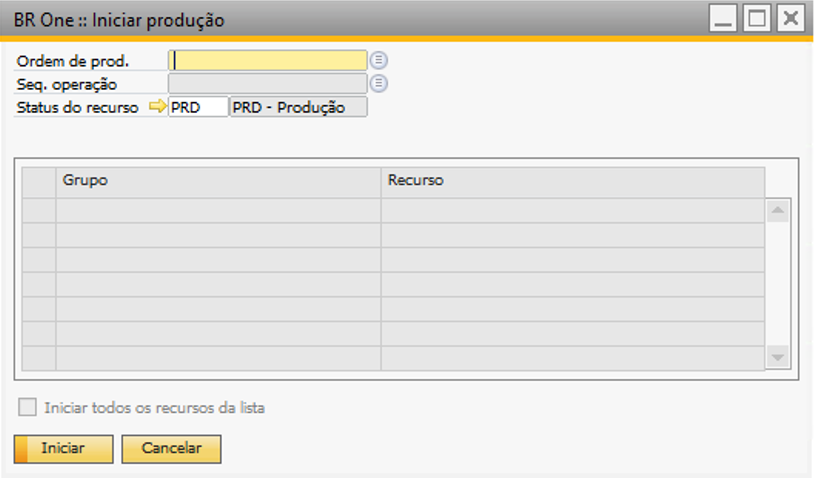 BR One :: Iniciar produção
Ordem de prod.
Seq. operação
Status do recurso PRD PRD - Produção
Grupo Recurso
Iniciar todos os recursos da lista
Iniciar Cancelar